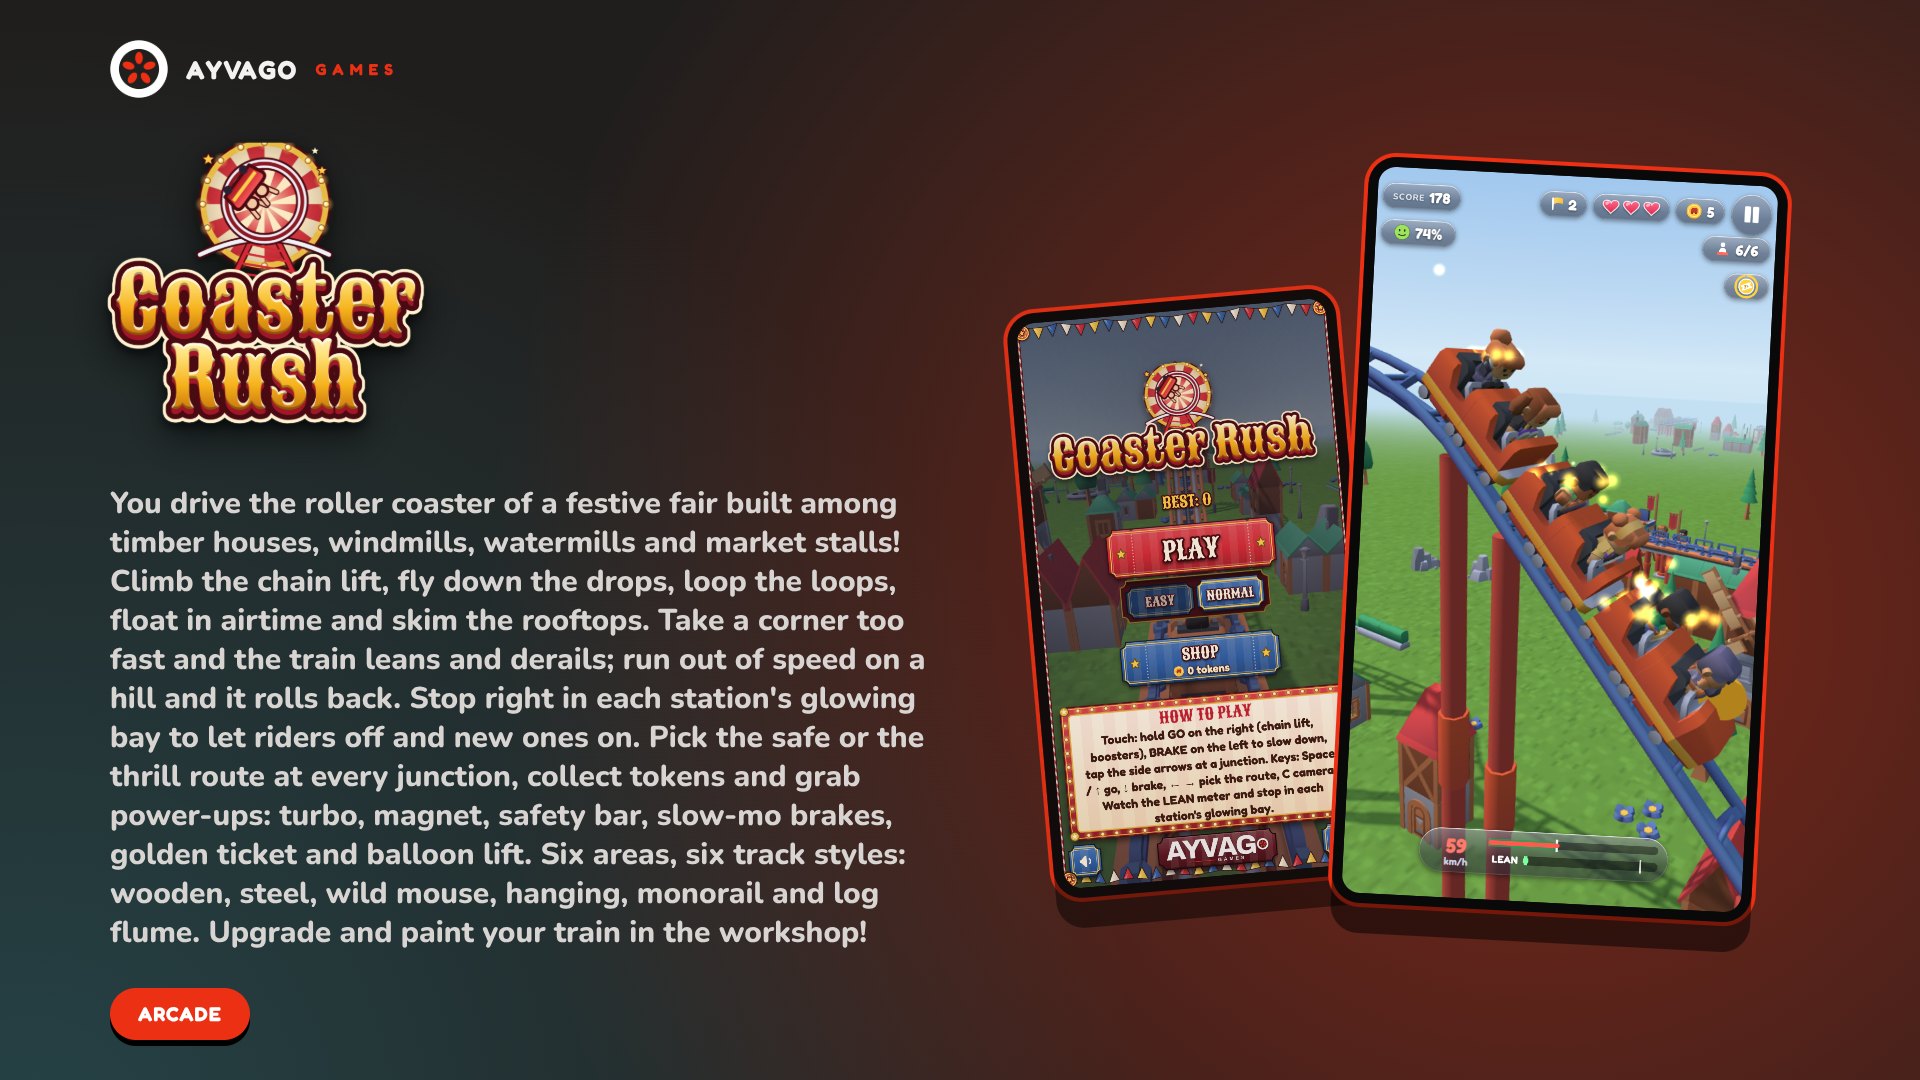 AYVAGO GAMES
Coaster
Rush
You drive the roller coaster of a festive fair built among
timber houses, windmills, watermills and market stalls!
Climb the chain lift, fly down the drops, loop the loops,
float in airtime and skim the rooftops. Take a corner too
fast and the train leans and derails; run out of speed on a
hill and it rolls back. Stop right in each station's glowing
bay to let riders off and new ones on. Pick the safe or the
thrill route at every junction, collect tokens and grab
power-ups: turbo, magnet, safety bar, slow-mo brakes,
golden ticket and balloon lift. Six areas, six track styles:
wooden, steel, wild mouse, hanging, monorail and log
flume. Upgrade and paint your train in the workshop!
ARCADE
Coaster Rush
BEST: 0
PLAY
EASY NORMAL
SHOP
0 tokens
HOW TO PLAY
Touch: hold GO on the right (chain lift,
boosters), BRAKE on the left to slow down,
tap the side arrows at a junction. Keys: Space
/ ↑ go, ↓ brake, ← → pick the route, C camera
Watch the LEAN meter and stop in each
station's glowing bay.
AYVAGO
GAMES
SCORE 178
2
5
74%
6/6
59
km/h
LEAN